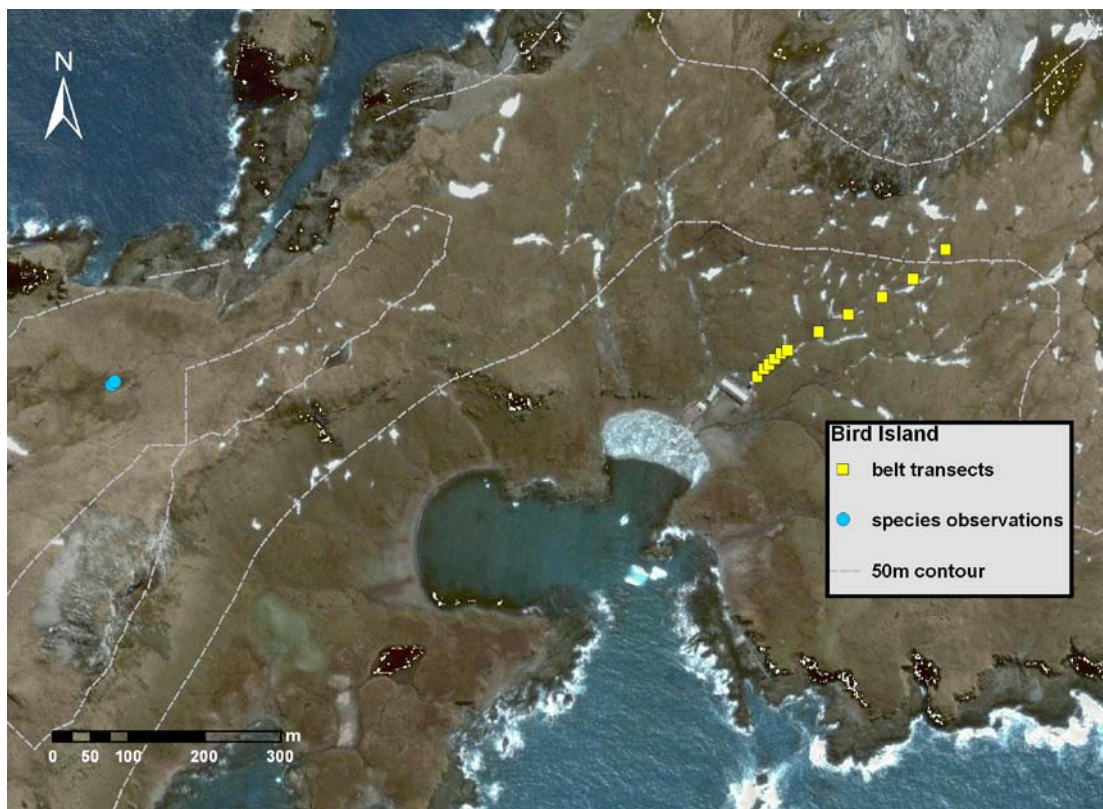 N
Bird Island
belt transects
species observations
50m contour
m
0 50 100 200 300